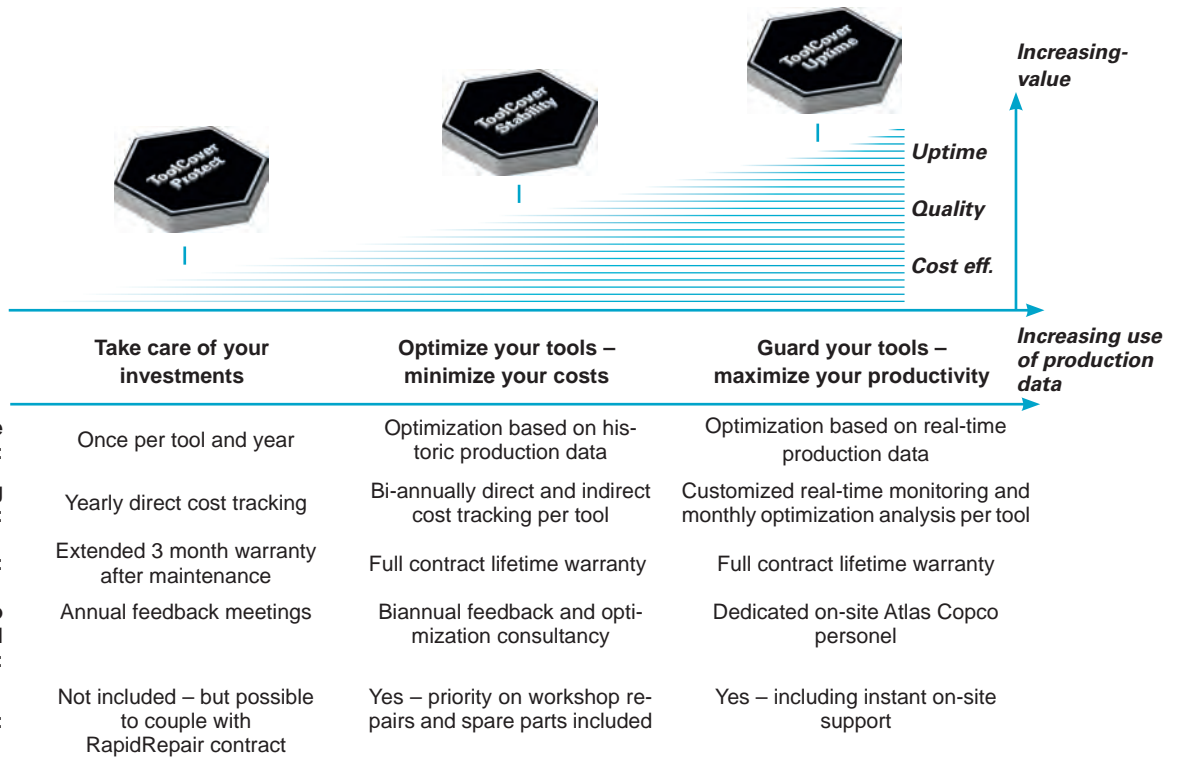 ToolCover
Uptime
Increasing-
value
ToolCover
Stability
ToolCover
Protect
Uptime
Quality
Cost eff.
Take care of your
investments
Optimize your tools –
minimize your costs
Guard your tools –
maximize your productivity
Increasing use
of production
data
e
:
Once per tool and year
Optimization based on his-
toric production data
Optimization based on real-time
production data
g
:
Yearly direct cost tracking
Bi-annually direct and indirect
cost tracking per tool
Customized real-time monitoring and
monthly optimization analysis per tool
:
Extended 3 month warranty
after maintenance
Full contract lifetime warranty
Full contract lifetime warranty
Annual feedback meetings
Biannual feedback and opti-
mization consultancy
Dedicated on-site Atlas Copco
personel
:
Not included – but possible
to couple with
RapidRepair contract
Yes – priority on workshop re-
pairs and spare parts included
Yes – including instant on-site
support
: